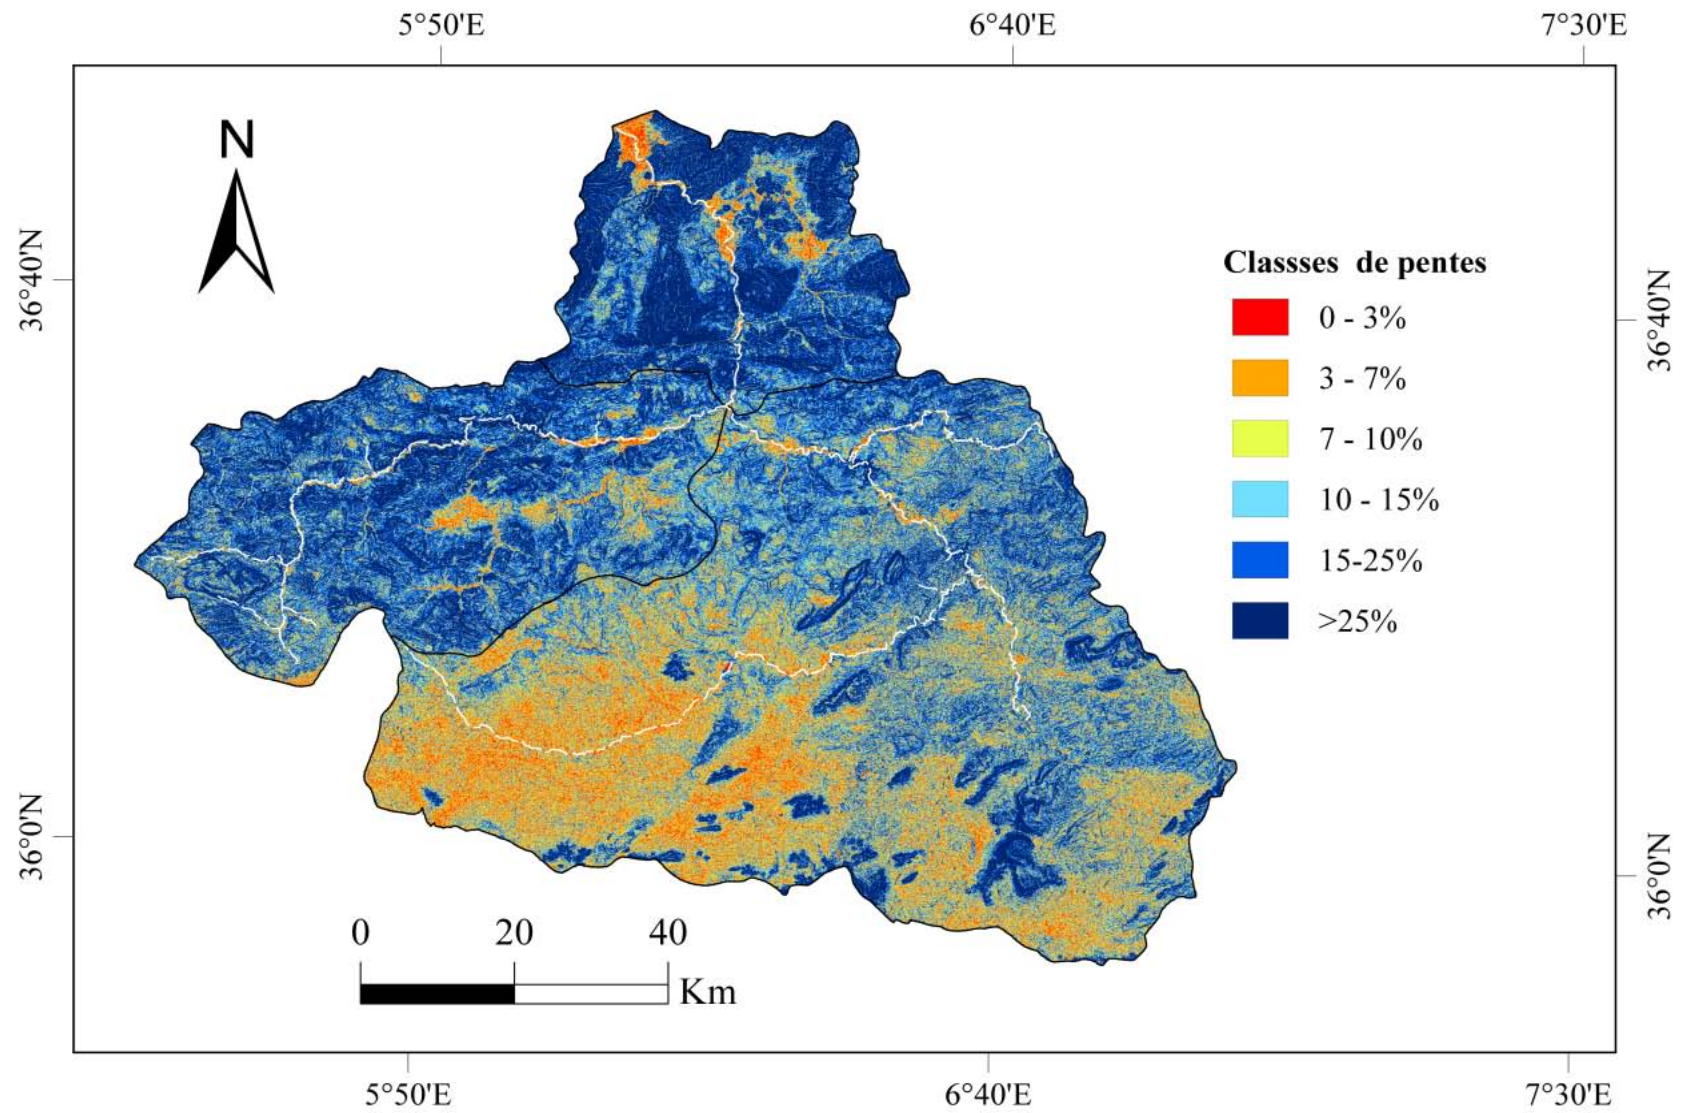 5°50'E 6°40'E 7°30'E
N
36°40'N
36°40'N
Classses de pentes
0 - 3%
3 - 7%
7 - 10%
10 - 15%
15-25%
>25%
36°0'N
36°0'N
0 20 40
Km
5°50'E 6°40'E 7°30'E